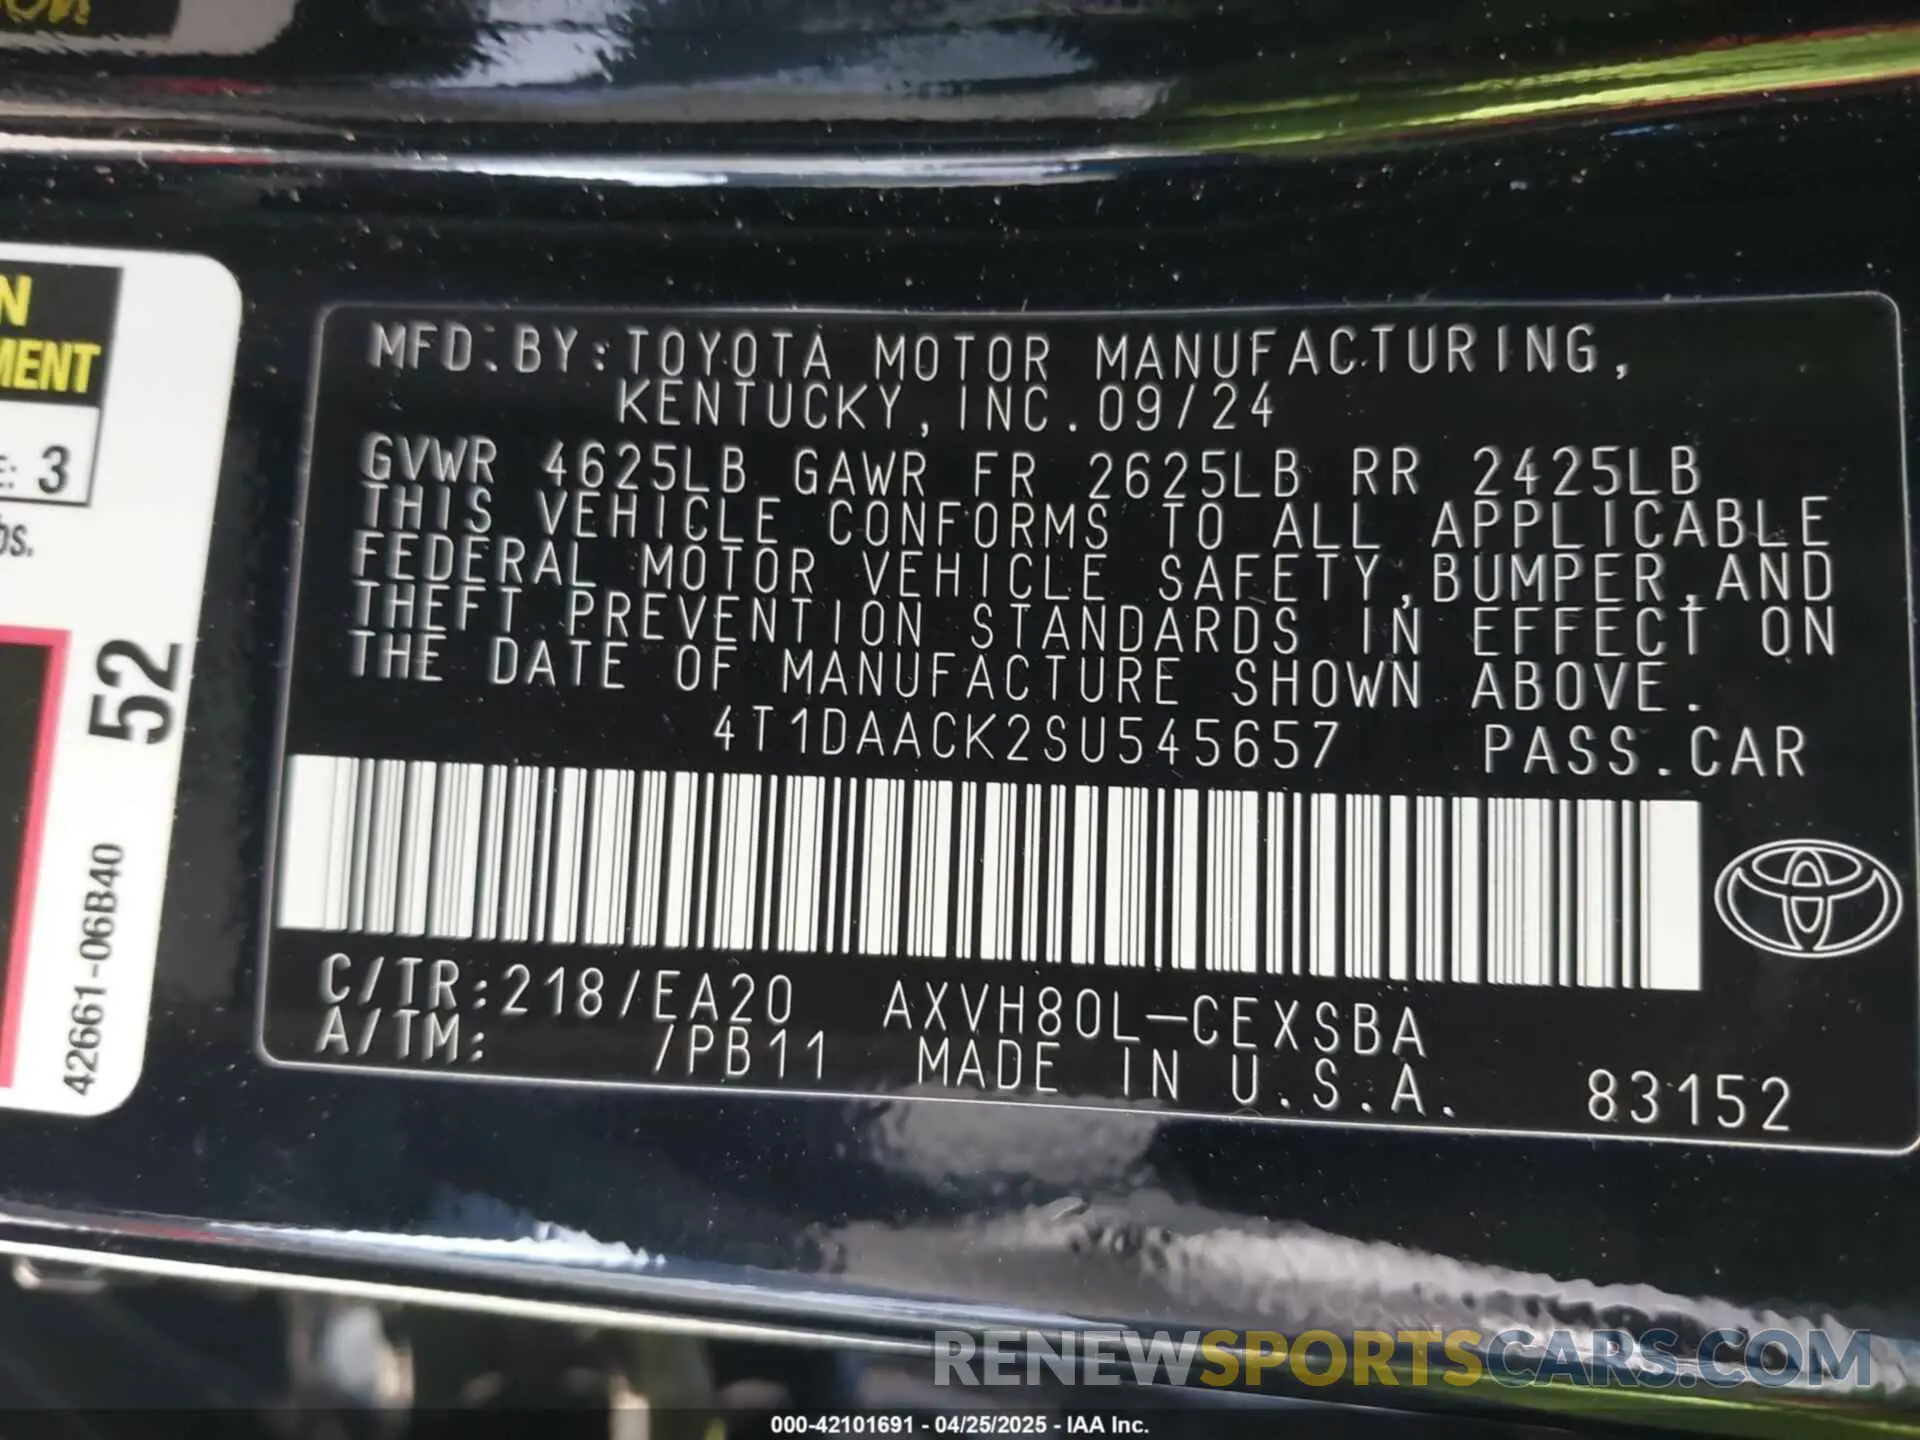 N
MENT
E: 3
bs.
52
42661-06B40
MFD.BY:TOYOTA MOTOR MANUFACTURING,
KENTUCKY,INC.09/24
GVWR 4625LB GAWR FR 2625LB RR 2425LB
THIS VEHICLE CONFORMS TO ALL APPLICABLE
FEDERAL MOTOR VEHICLE SAFETY,BUMPER,AND
THEFT PREVENTION STANDARDS IN EFFECT ON
THE DATE OF MANUFACTURE SHOWN ABOVE.
4T1DAACK2SU545657 PASS.CAR
C/TR:218/EA20 AXVH80L-CEXSBA
A/TM: /PB11 MADE IN U.S.A. 83152
RENEWSPORTSCARS.COM
000-42101691 - 04/25/2025 - IAA Inc.